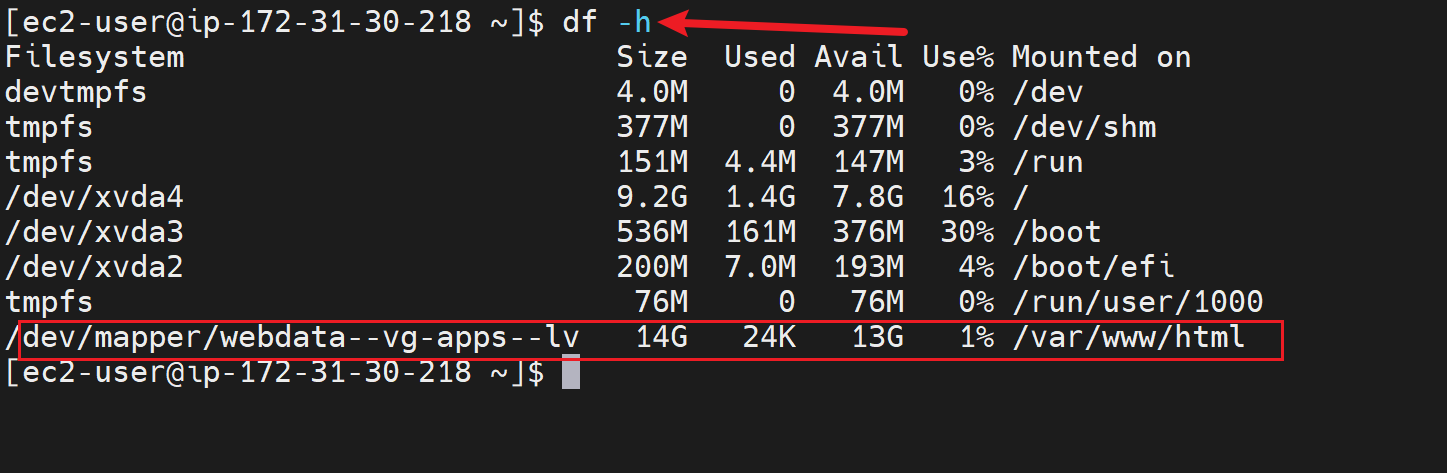 [ec2-user@ip-172-31-30-218 ~]$ df -h
Filesystem                         Size  Used Avail Use% Mounted on
devtmpfs                           4.0M     0  4.0M   0% /dev
tmpfs                              377M     0  377M   0% /dev/shm
tmpfs                              151M  4.4M  147M   3% /run
/dev/xvda4                         9.2G  1.4G  7.8G  16% /
/dev/xvda3                         536M  161M  376M  30% /boot
/dev/xvda2                         200M  7.0M  193M   4% /boot/efi
tmpfs                               76M     0   76M   0% /run/user/1000
/dev/mapper/webdata--vg-apps--lv   14G   24K   13G   1% /var/www/html
[ec2-user@ip-172-31-30-218 ~]$